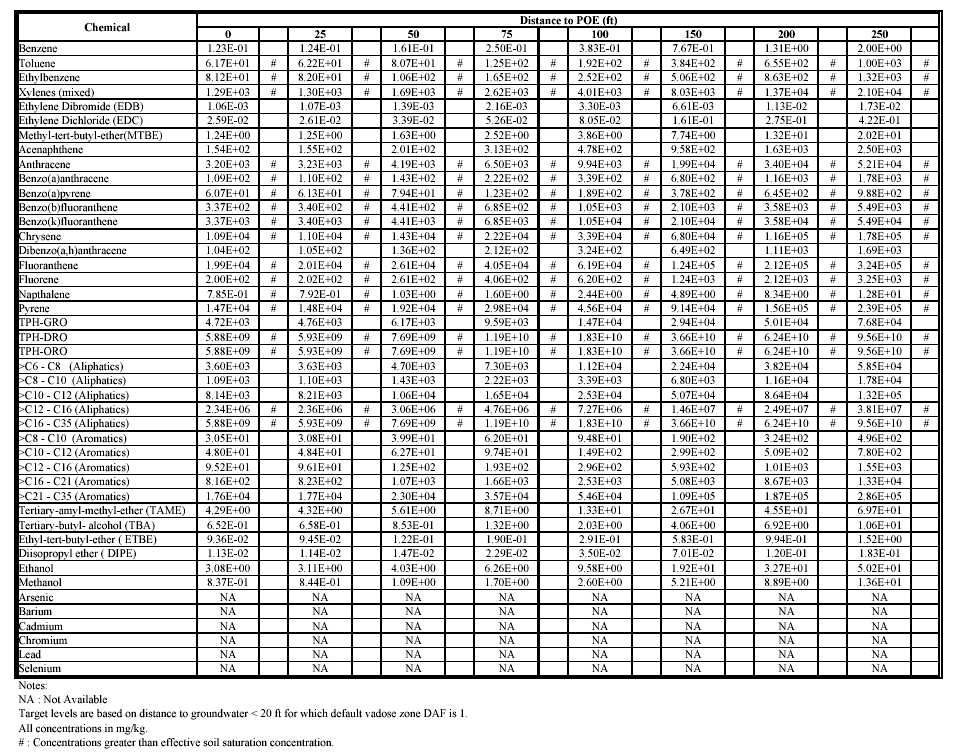 Chemical Distance to POE (ft)
0 25 50 75 100 150 200 250
Benzene 1.23E-01 1.24E-01 1.61E-01 2.50E-01 3.83E-01 7.67E-01 1.31E+00 2.00E+00
Toluene 6.17E+01 # 6.22E+01 # 8.07E+01 # 1.25E+02 # 1.92E+02 # 3.84E+02 # 6.55E+02 # 1.00E+03 #
Ethylbenzene 8.12E+01 # 8.20E+01 # 1.06E+02 # 1.65E+02 # 2.52E+02 # 5.06E+02 # 8.63E+02 # 1.32E+03 #
Xylenes (mixed) 1.29E+03 # 1.30E+03 # 1.69E+03 # 2.62E+03 # 4.01E+03 # 8.03E+03 # 1.37E+04 # 2.10E+04 #
Ethylene Dibromide (EDB) 1.06E-03 1.07E-03 1.39E-03 2.16E-03 3.30E-03 6.61E-03 1.13E-02 1.73E-02
Ethylene Dichloride (EDC) 2.59E-02 2.61E-02 3.39E-02 5.26E-02 8.05E-02 1.61E-01 2.75E-01 4.22E-01
Methyl-tert-butyl-ether(MTBE) 1.24E+00 1.25E+00 1.63E+00 2.52E+00 3.86E+00 7.74E+00 1.32E+01 2.02E+01
Acenaphthene 1.54E+02 1.55E+02 2.01E+02 3.13E+02 4.78E+02 9.58E+02 1.63E+03 2.50E+03
Anthracene 3.20E+03 # 3.23E+03 # 4.19E+03 # 6.50E+03 # 9.94E+03 # 1.99E+04 # 3.40E+04 # 5.21E+04 #
Benzo(a)anthracene 1.09E+02 # 1.10E+02 # 1.43E+02 # 2.22E+02 # 3.39E+02 # 6.80E+02 # 1.16E+03 # 1.78E+03 #
Benzo(a)pyrene 6.07E+01 # 6.13E+01 # 7.94E+01 # 1.23E+02 # 1.89E+02 # 3.78E+02 # 6.45E+02 # 9.88E+02 #
Benzo(b)fluoranthene 3.37E+02 # 3.40E+02 # 4.41E+02 # 6.85E+02 # 1.05E+03 # 2.10E+03 # 3.58E+03 # 5.49E+03 #
Benzo(k)fluoranthene 3.37E+03 # 3.40E+03 # 4.41E+03 # 6.85E+03 # 1.05E+04 # 2.10E+04 # 3.58E+04 # 5.49E+04 #
Chrysene 1.09E+04 # 1.10E+04 # 1.43E+04 # 2.22E+04 # 3.39E+04 # 6.80E+04 # 1.16E+05 # 1.78E+05 #
Dibenzo(a,h)anthracene 1.04E+02 1.05E+02 1.36E+02 2.12E+02 3.24E+02 6.49E+02 1.11E+03 1.69E+03
Fluoranthene 1.99E+04 # 2.01E+04 # 2.61E+04 # 4.05E+04 # 6.19E+04 # 1.24E+05 # 2.12E+05 # 3.24E+05 #
Fluorene 2.00E+02 # 2.02E+02 # 2.61E+02 # 4.06E+02 # 6.20E+02 # 1.24E+03 # 2.12E+03 # 3.25E+03 #
Napthalene 7.85E-01 # 7.92E-01 # 1.03E+00 # 1.60E+00 # 2.44E+00 # 4.89E+00 # 8.34E+00 # 1.28E+01 #
Pyrene 1.47E+04 # 1.48E+04 # 1.92E+04 # 2.98E+04 # 4.56E+04 # 9.14E+04 # 1.56E+05 # 2.39E+05 #
TPH-GRO 4.72E+03 4.76E+03 6.17E+03 9.59E+03 1.47E+04 2.94E+04 5.01E+04 7.68E+04
TPH-DRO 5.88E+09 # 5.93E+09 # 7.69E+09 # 1.19E+10 # 1.83E+10 # 3.66E+10 # 6.24E+10 # 9.56E+10 #
TPH-ORO 5.88E+09 # 5.93E+09 # 7.69E+09 # 1.19E+10 # 1.83E+10 # 3.66E+10 # 6.24E+10 # 9.56E+10 #
>C6 - C8 (Aliphatics) 3.60E+03 3.63E+03 4.70E+03 7.30E+03 1.12E+04 2.24E+04 3.82E+04 5.85E+04
>C8 - C10 (Aliphatics) 1.09E+03 1.10E+03 1.43E+03 2.22E+03 3.39E+03 6.80E+03 1.16E+04 1.78E+04
>C10 - C12 (Aliphatics) 8.14E+03 8.21E+03 1.06E+04 1.65E+04 2.53E+04 5.07E+04 8.64E+04 1.32E+05
>C12 - C16 (Aliphatics) 2.34E+06 # 2.36E+06 # 3.06E+06 # 4.76E+06 # 7.27E+06 # 1.46E+07 # 2.49E+07 # 3.81E+07 #
>C16 - C35 (Aliphatics) 5.88E+09 # 5.93E+09 # 7.69E+09 # 1.19E+10 # 1.83E+10 # 3.66E+10 # 6.24E+10 # 9.56E+10 #
>C8 - C10 (Aromatics) 3.05E+01 3.08E+01 3.99E+01 6.20E+01 9.48E+01 1.90E+02 3.24E+02 4.96E+02
>C10 - C12 (Aromatics) 4.80E+01 4.84E+01 6.27E+01 9.74E+01 1.49E+02 2.99E+02 5.09E+02 7.80E+02
>C12 - C16 (Aromatics) 9.52E+01 9.61E+01 1.25E+02 1.93E+02 2.96E+02 5.93E+02 1.01E+03 1.55E+03
>C16 - C21 (Aromatics) 8.16E+02 8.23E+02 1.07E+03 1.66E+03 2.53E+03 5.08E+03 8.67E+03 1.33E+04
>C21 - C35 (Aromatics) 1.76E+04 1.77E+04 2.30E+04 3.57E+04 5.46E+04 1.09E+05 1.87E+05 2.86E+05
Tertiary-amyl-methyl-ether (TAME) 4.29E+00 4.32E+00 5.61E+00 8.71E+00 1.33E+01 2.67E+01 4.55E+01 6.97E+01
Tertiary-butyl- alcohol (TBA) 6.52E-01 6.58E-01 8.53E-01 1.32E+00 2.03E+00 4.06E+00 6.92E+00 1.06E+01
Ethyl-tert-butyl-ether ( ETBE) 9.36E-02 9.45E-02 1.22E-01 1.90E-01 2.91E-01 5.83E-01 9.94E-01 1.52E+00
Diisopropyl ether ( DIPE) 1.13E-02 1.14E-02 1.47E-02 2.29E-02 3.50E-02 7.01E-02 1.20E-01 1.83E-01
Ethanol 3.08E+00 3.11E+00 4.03E+00 6.26E+00 9.58E+00 1.92E+01 3.27E+01 5.02E+01
Methanol 8.37E-01 8.44E-01 1.09E+00 1.70E+00 2.60E+00 5.21E+00 8.89E+00 1.36E+01
Arsenic NA NA NA NA NA NA NA NA
Barium NA NA NA NA NA NA NA NA
Cadmium NA NA NA NA NA NA NA NA
Chromium NA NA NA NA NA NA NA NA
Lead NA NA NA NA NA NA NA NA
Selenium NA NA NA NA NA NA NA NA
Notes:
NA : Not Available
Target levels are based on distance to groundwater < 20 ft for which default vadose zone DAF is 1.
All concentrations in mg/kg.
# : Concentrations greater than effective soil saturation concentration.